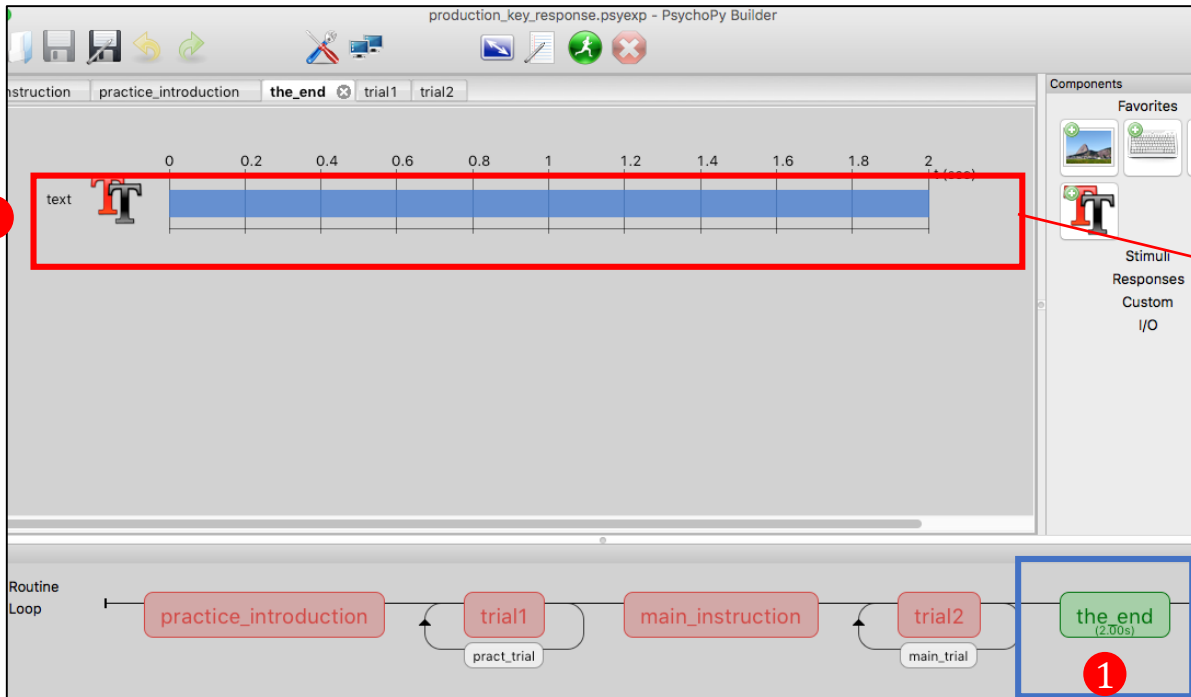 production_key_response.psyexp - PsychoPy Builder
nstruction practice_introduction the_end trial1 trial2
Components
Favorites
0 0.2 0.4 0.6 0.8 1 1.2 1.4 1.6 1.8 2
t (sec)
text
Stimuli
Responses
Custom
I/O
Routine
Loop
practice_introduction trial1 main_instruction trial2 the_end
(2.00s)
pract_trial main_trial
1